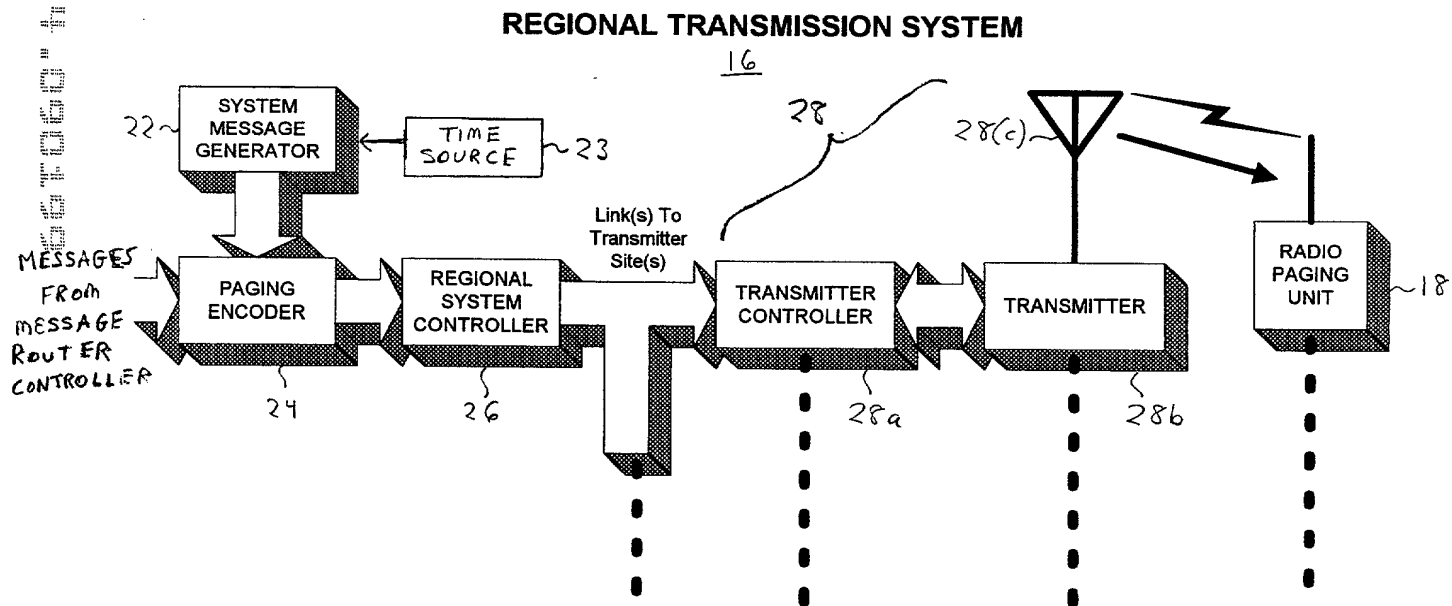 REGIONAL TRANSMISSION SYSTEM
16
SYSTEM
MESSAGE
GENERATOR
22
TIME
SOURCE
23
28
28(c)
Link(s) To
Transmitter
Site(s)
MESSAGES
FROM
MESSAGE
ROUTER
CONTROLLER
PAGING
ENCODER
24
REGIONAL
SYSTEM
CONTROLLER
26
TRANSMITTER
CONTROLLER
28a
TRANSMITTER
28b
RADIO
PAGING
UNIT
18